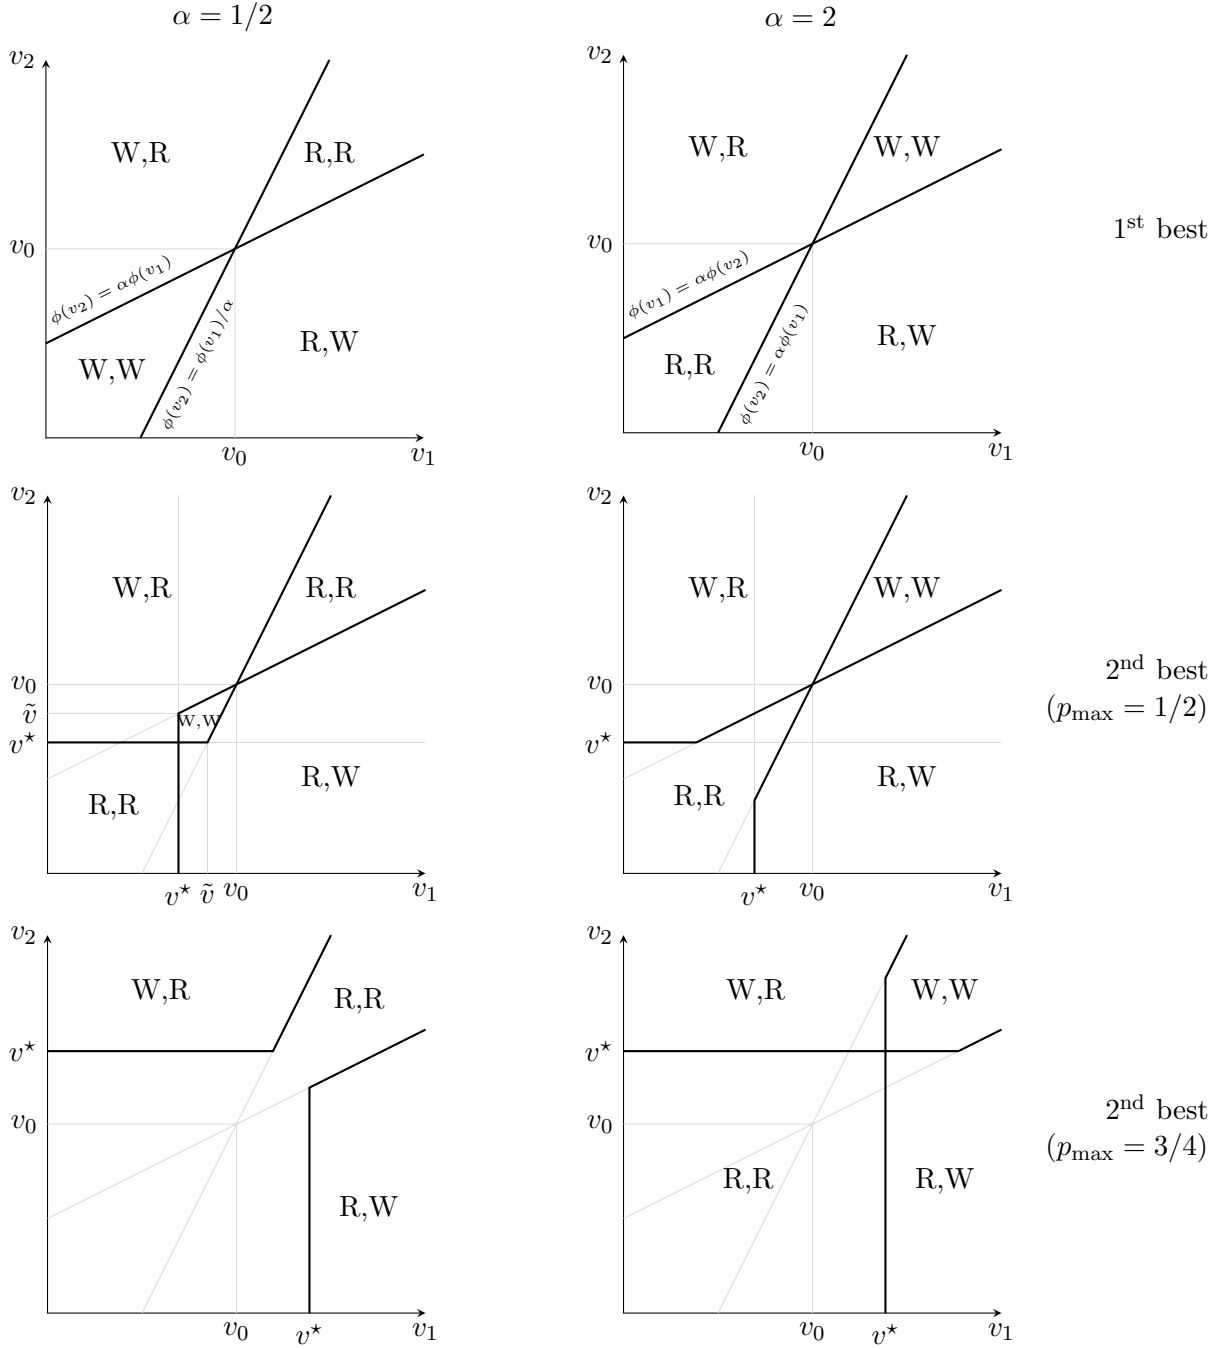 α = 1/2
α = 2
v₂
W,R
R,R
v₀
ϕ(v₂) = αϕ(v₁)
W,W
ϕ(v₂) = ϕ(v₁)/α
R,W
v₀
v₁
v₂
W,R
W,W
v₀
ϕ(v₁) = αϕ(v₂)
R,R
ϕ(v₂) = αϕ(v₁)
R,W
v₀
v₁
1ˢᵗ best
v₂
W,R
R,R
v₀
ṽ
W,W
v⋆
R,R
R,W
v⋆ ṽ v₀
v₁
v₂
W,R
W,W
v₀
v⋆
R,R
R,W
v⋆
v₀
v₁
2ⁿᵈ best
(p_max = 1/2)
v₂
W,R
R,R
v⋆
v₀
R,W
v₀
v⋆
v₁
v₂
W,R
W,W
v⋆
v₀
R,R
R,W
v₀
v⋆
v₁
2ⁿᵈ best
(p_max = 3/4)